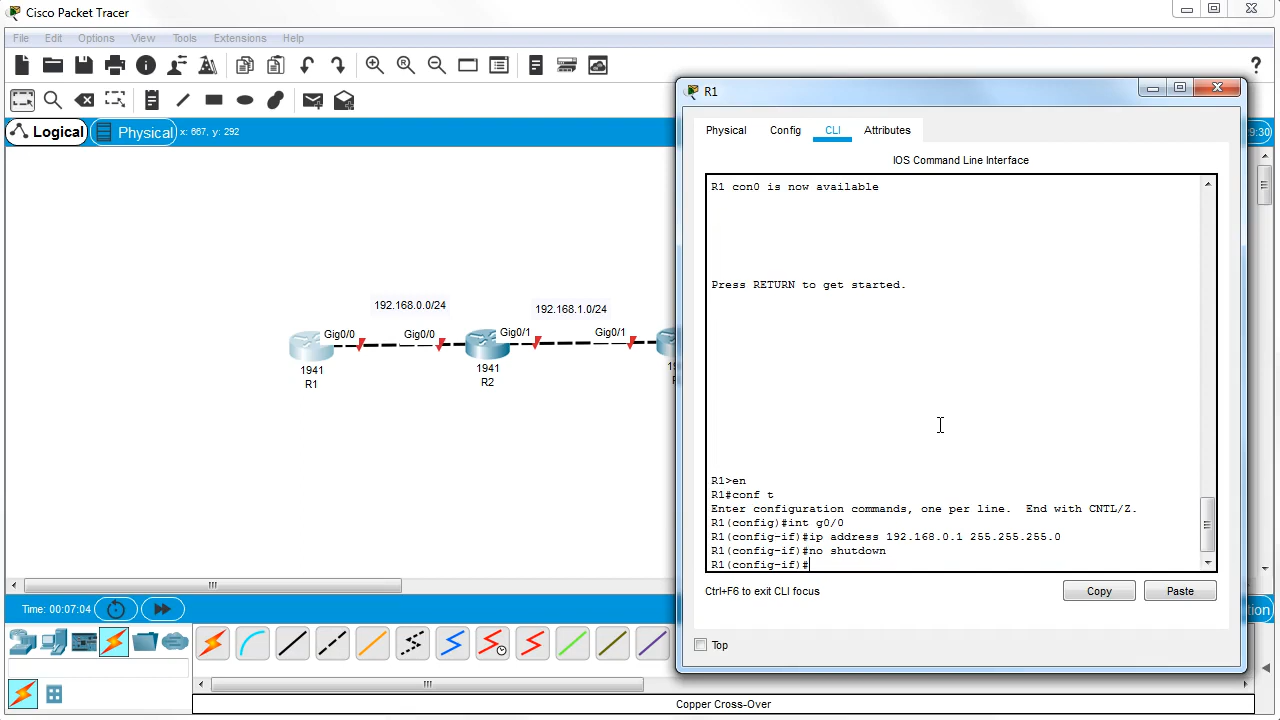 Cisco Packet Tracer
File Edit Options View Tools Extensions Help
Logical Physical x: 667, y: 292
192.168.0.0/24
192.168.1.0/24
Gig0/0 Gig0/0 Gig0/1 Gig0/1
1941
R1
1941
R2
R1
Physical Config CLI Attributes
IOS Command Line Interface
R1 con0 is now available
Press RETURN to get started.
R1>en
R1#conf t
Enter configuration commands, one per line. End with CNTL/Z.
R1(config)#int g0/0
R1(config-if)#ip address 192.168.0.1 255.255.255.0
R1(config-if)#no shutdown
R1(config-if)#
Ctrl+F6 to exit CLI focus
Copy
Paste
Top
Time: 00:07:04
Copper Cross-Over